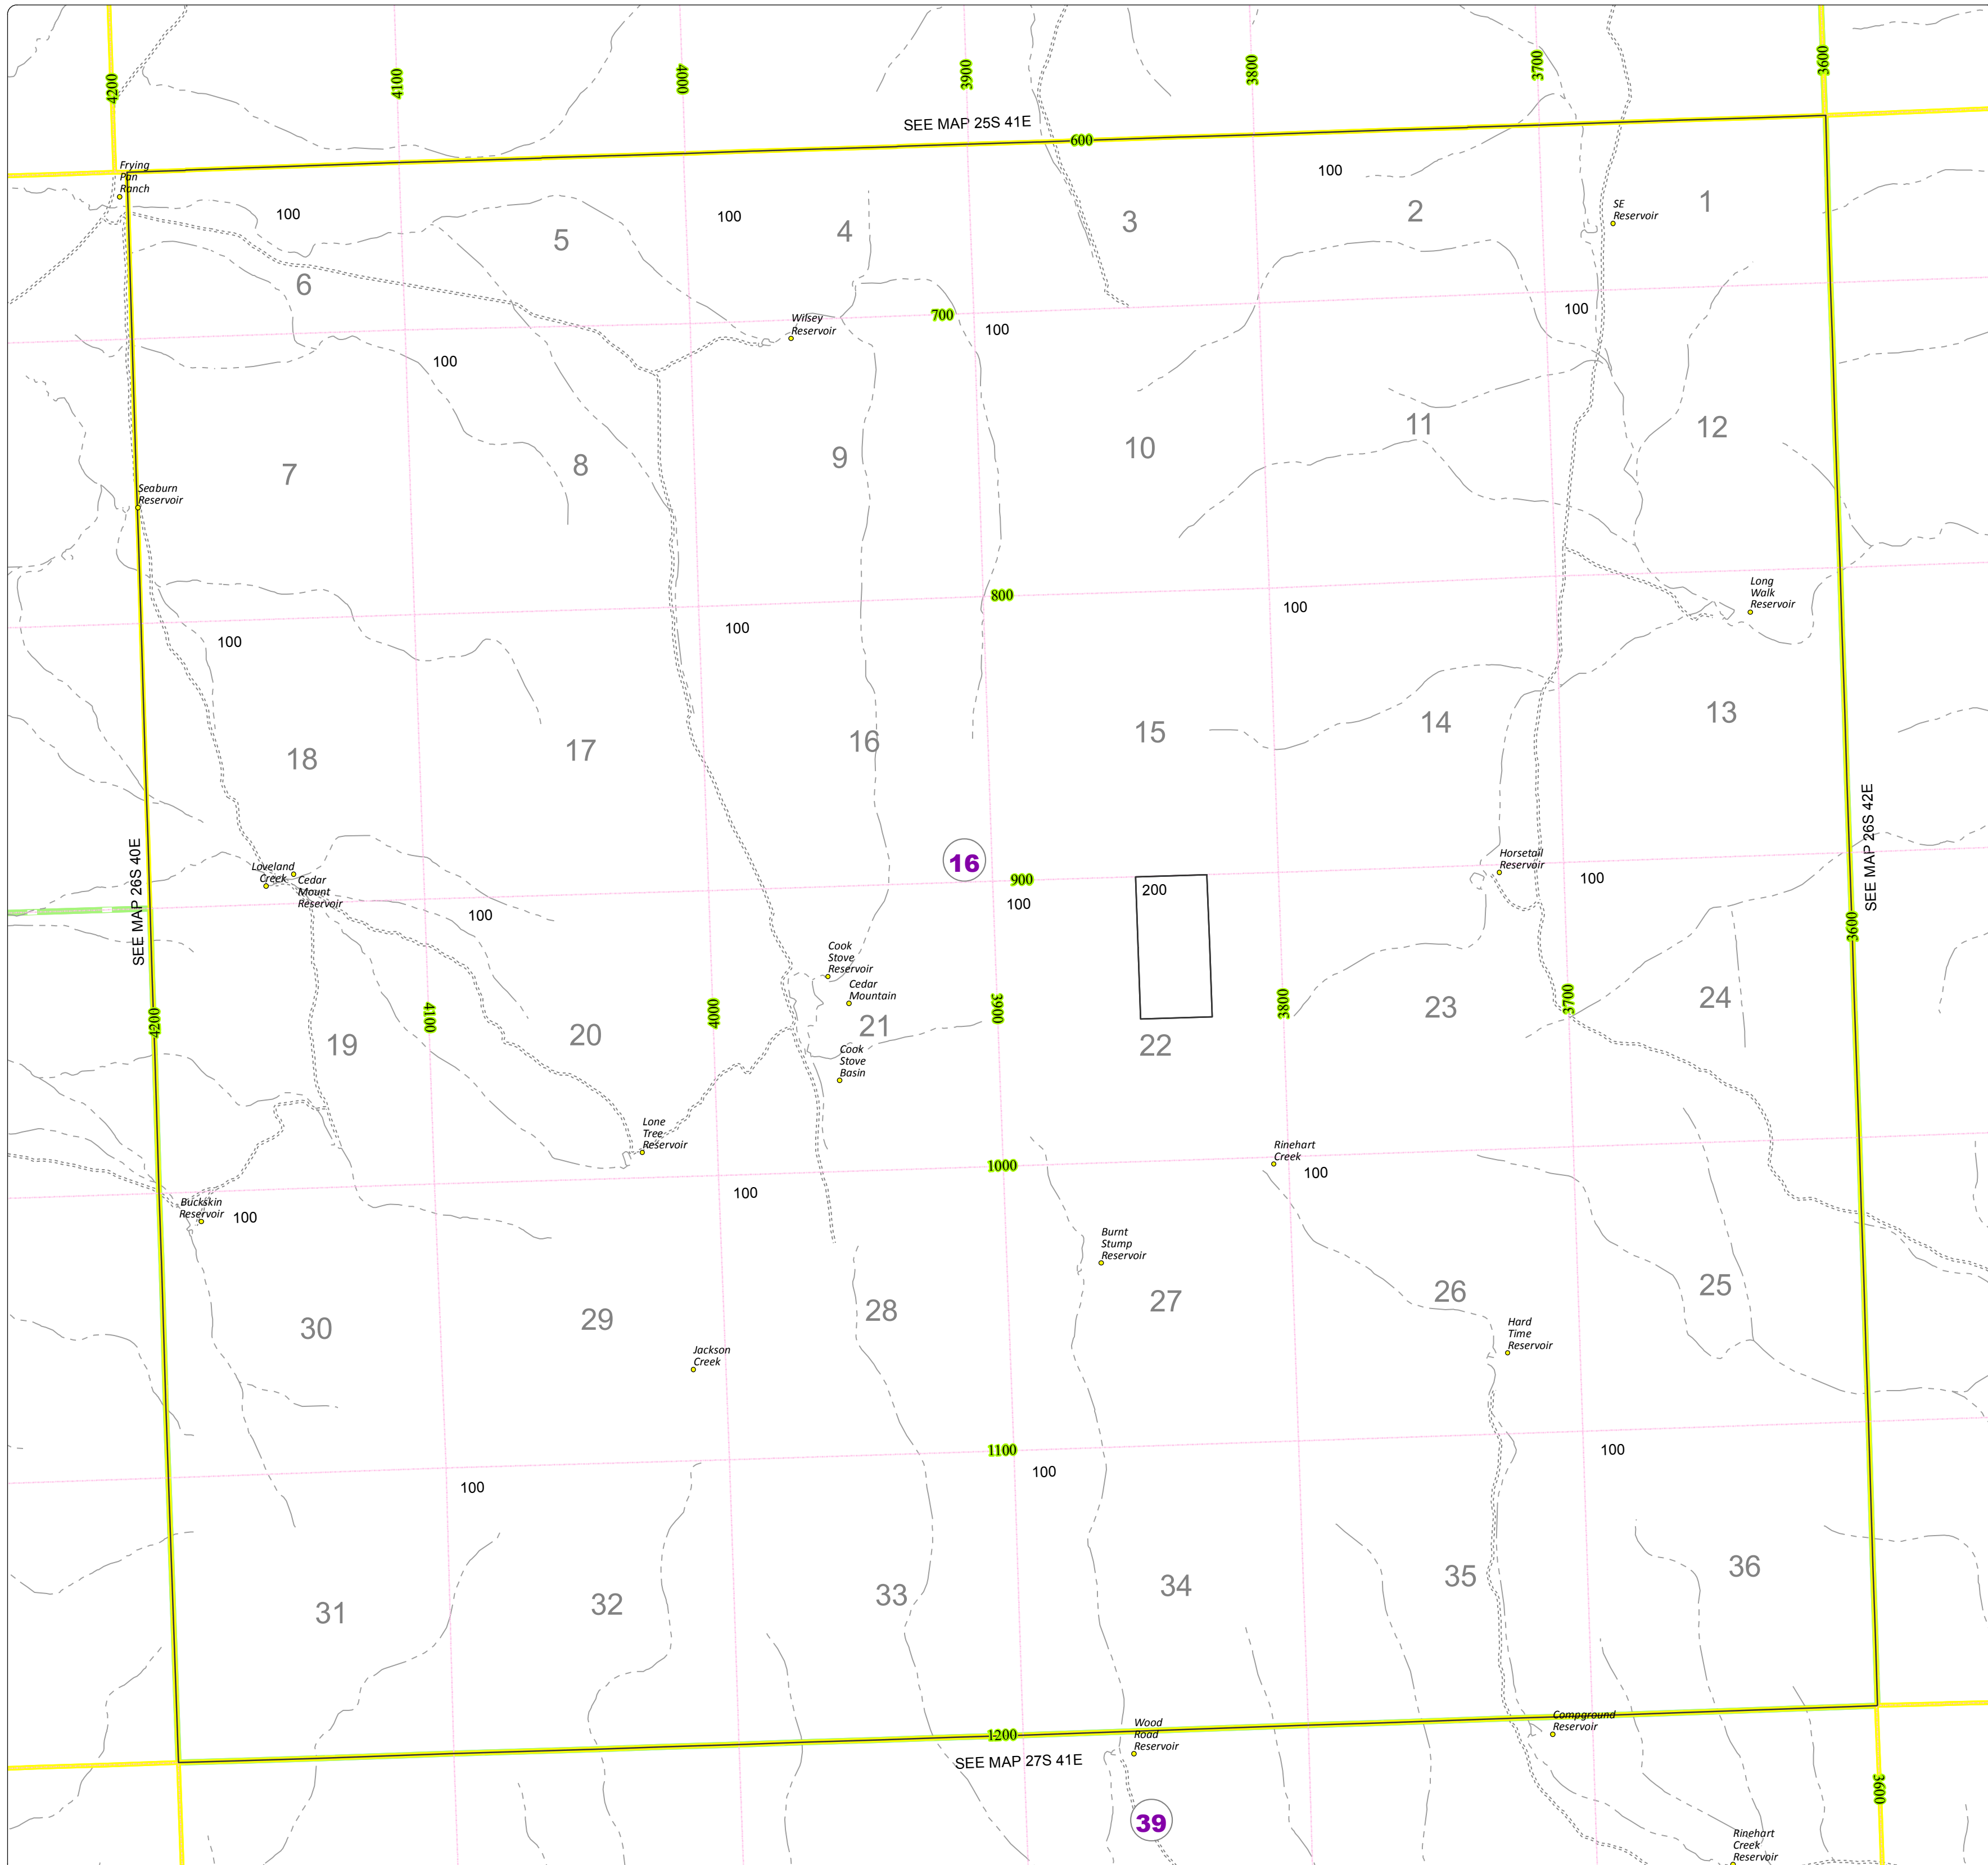 4200
4100
4000
3900
3800
3700
3600
SEE MAP 25S 41E
600
Frying
Pan
Ranch
100
100
100
SE
Reservoir
1
2
3
4
5
6
Wilsey
Reservoir
700
100
100
100
7
8
9
10
11
12
Seaburn
Reservoir
800
100
100
100
Long
Walk
Reservoir
18
17
16
15
14
13
SEE MAP 26S 40E
SEE MAP 26S 42E
16
Loveland
Creek
Cedar
Mount
Reservoir
Horsetail
Reservoir
900
100
100
100
200
3600
Cook
Stove
Reservoir
Cedar
Mountain
4200
4100
4000
3900
3800
3700
19
20
21
22
23
24
Cook
Stove
Basin
Lone
Tree
Reservoir
Rinehart
Creek
1000
100
100
100
Buckskin
Reservoir
Burnt
Stump
Reservoir
30
29
28
27
26
25
Hard
Time
Reservoir
Jackson
Creek
1100
100
100
100
31
32
33
34
35
36
1200
Wood
Road
Reservoir
Compground
Reservoir
SEE MAP 27S 41E
3600
39
Rinehart
Creek
Reservoir